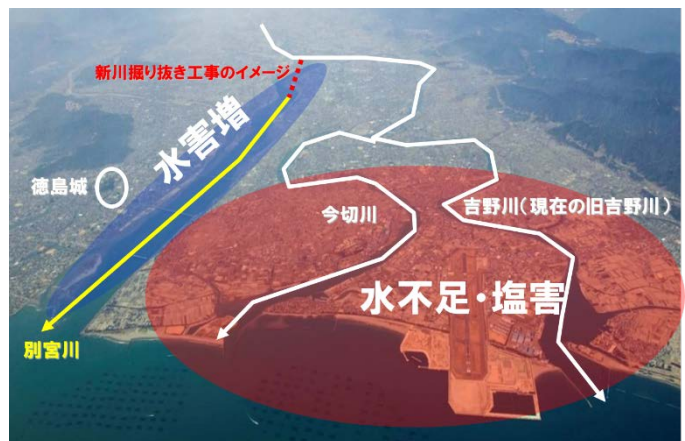 新川掘り抜き工事のイメージ
水害増
徳島城
今切川
吉野川(現在の旧吉野川)
水不足・塩害
別宮川